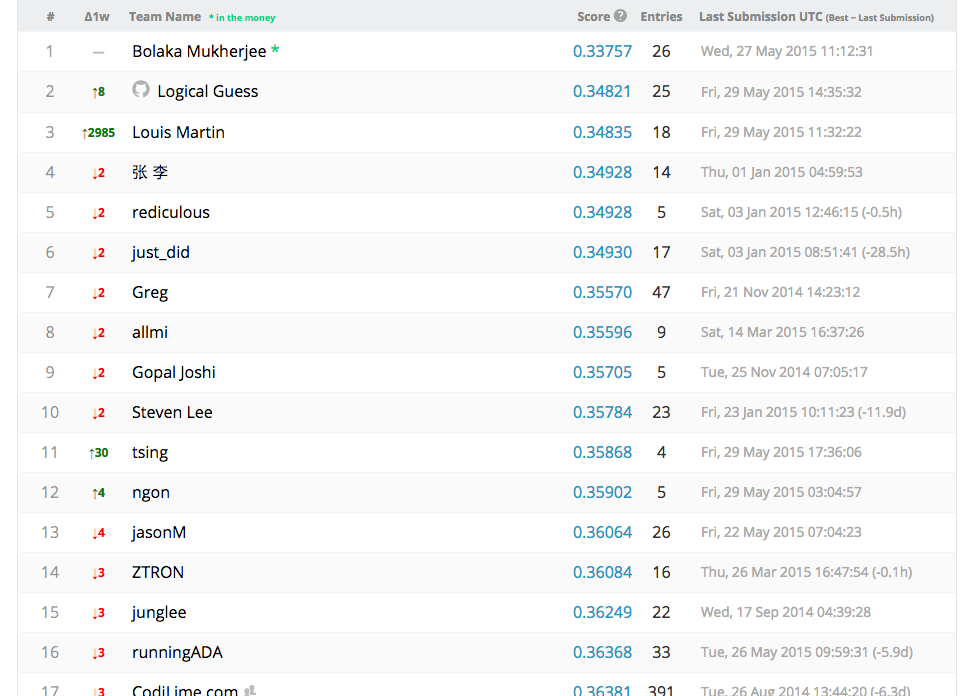 # Δ1w Team Name * in the money Score Entries Last Submission UTC (Best – Last Submission)
1 — Bolaka Mukherjee * 0.33757 26 Wed, 27 May 2015 11:12:31
2 ↑8 Logical Guess 0.34821 25 Fri, 29 May 2015 14:35:32
3 ↑2985 Louis Martin 0.34835 18 Fri, 29 May 2015 11:32:22
4 ↓2 张 李 0.34928 14 Thu, 01 Jan 2015 04:59:53
5 ↓2 rediculous 0.34928 5 Sat, 03 Jan 2015 12:46:15 (-0.5h)
6 ↓2 just_did 0.34930 17 Sat, 03 Jan 2015 08:51:41 (-28.5h)
7 ↓2 Greg 0.35570 47 Fri, 21 Nov 2014 14:23:12
8 ↓2 allmi 0.35596 9 Sat, 14 Mar 2015 16:37:26
9 ↓2 Gopal Joshi 0.35705 5 Tue, 25 Nov 2014 07:05:17
10 ↓2 Steven Lee 0.35784 23 Fri, 23 Jan 2015 10:11:23 (-11.9d)
11 ↑30 tsing 0.35868 4 Fri, 29 May 2015 17:36:06
12 ↑4 ngon 0.35902 5 Fri, 29 May 2015 03:04:57
13 ↓4 jasonM 0.36064 26 Fri, 22 May 2015 07:04:23
14 ↓3 ZTRON 0.36084 16 Thu, 26 Mar 2015 16:47:54 (-0.1h)
15 ↓3 junglee 0.36249 22 Wed, 17 Sep 2014 04:39:28
16 ↓3 runningADA 0.36368 33 Tue, 26 May 2015 09:59:31 (-5.9d)
17 ↓3 CodiLime.com 0.36381 391 Tue, 26 Aug 2014 13:44:20 (-6.3d)